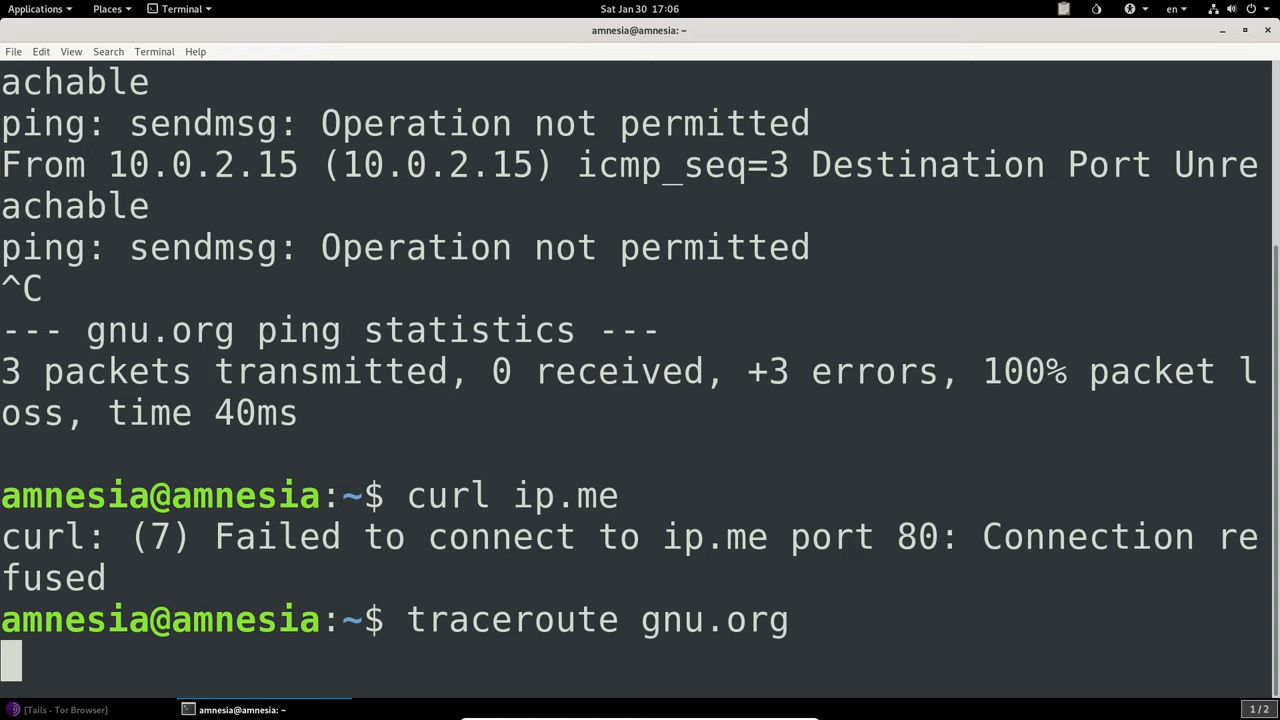 Applications Places Terminal Sat Jan 30 17:06 en
amnesia@amnesia: ~
File Edit View Search Terminal Help
achable
ping: sendmsg: Operation not permitted
From 10.0.2.15 (10.0.2.15) icmp_seq=3 Destination Port Unre
achable
ping: sendmsg: Operation not permitted
^C
--- gnu.org ping statistics ---
3 packets transmitted, 0 received, +3 errors, 100% packet l
oss, time 40ms
amnesia@amnesia:~$ curl ip.me
curl: (7) Failed to connect to ip.me port 80: Connection re
fused
amnesia@amnesia:~$ traceroute gnu.org
[Tails - Tor Browser] amnesia@amnesia: ~ 1/2